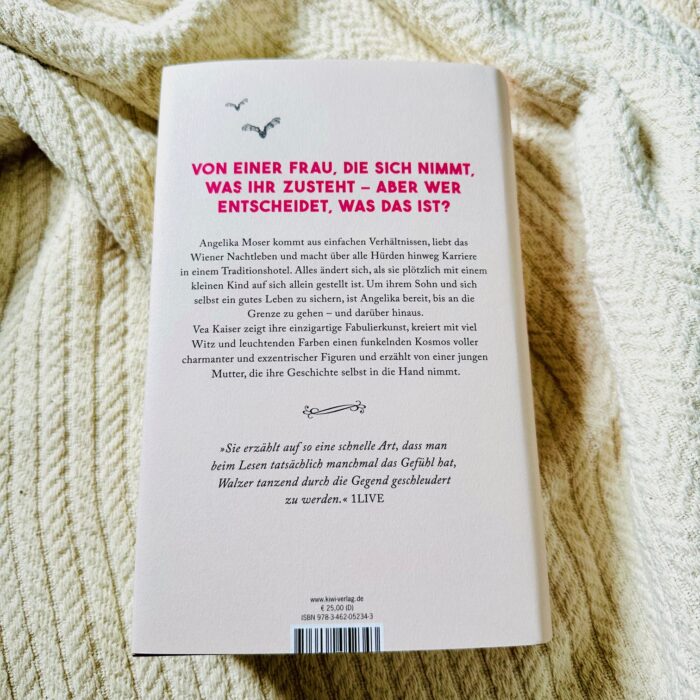 VON EINER FRAU, DIE SICH NIMMT,
WAS IHR ZUSTEHT – ABER WER
ENTSCHEIDET, WAS DAS IST?
Angelika Moser kommt aus einfachen Verhältnissen, liebt das
Wiener Nachtleben und macht über alle Hürden hinweg Karriere
in einem Traditionshotel. Alles ändert sich, als sie plötzlich mit einem
kleinen Kind auf sich allein gestellt ist. Um ihrem Sohn und sich
selbst ein gutes Leben zu sichern, ist Angelika bereit, bis an die
Grenze zu gehen – und darüber hinaus.
Vea Kaiser zeigt ihre einzigartige Fabulierkunst, kreiert mit viel
Witz und leuchtenden Farben einen funkelnden Kosmos voller
charmanter und exzentrischer Figuren und erzählt von einer jungen
Mutter, die ihre Geschichte selbst in die Hand nimmt.
»Sie erzählt auf so eine schnelle Art, dass man
beim Lesen tatsächlich manchmal das Gefühl hat,
Walzer tanzend durch die Gegend geschleudert
zu werden.« 1LIVE
www.kiwi-verlag.de
€ 25,00 (D)
ISBN 978-3-462-05234-3